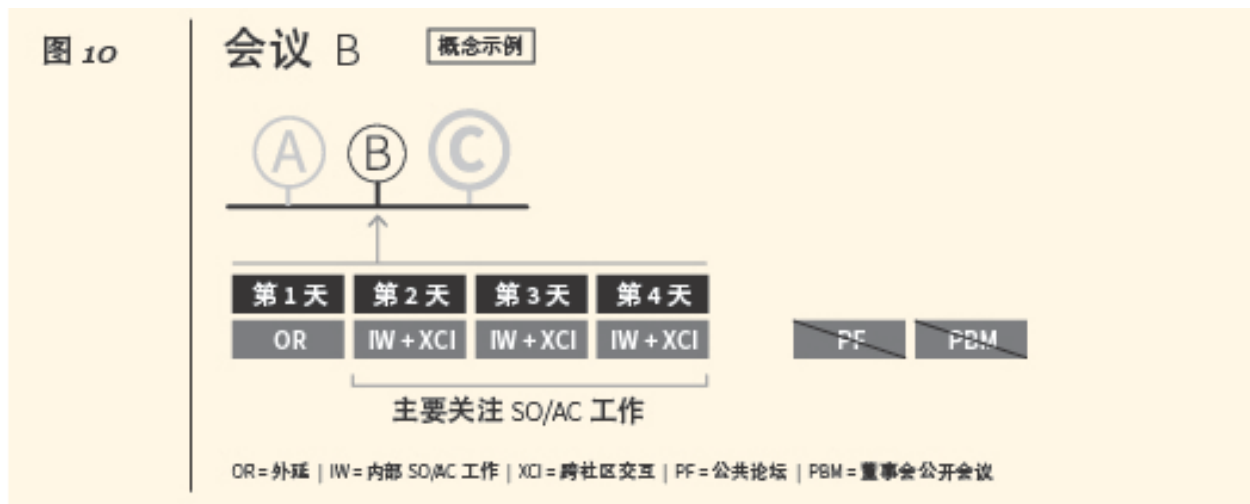 图 10
会议 B
概念示例
A B C
第 1 天 第 2 天 第 3 天 第 4 天
OR IW + XCI IW + XCI IW + XCI PF PBM
主要关注 SO/AC 工作
OR = 外延 | IW = 内部 SO/AC 工作 | XCI = 跨社区交互 | PF = 公共论坛 | PBM = 董事会公开会议